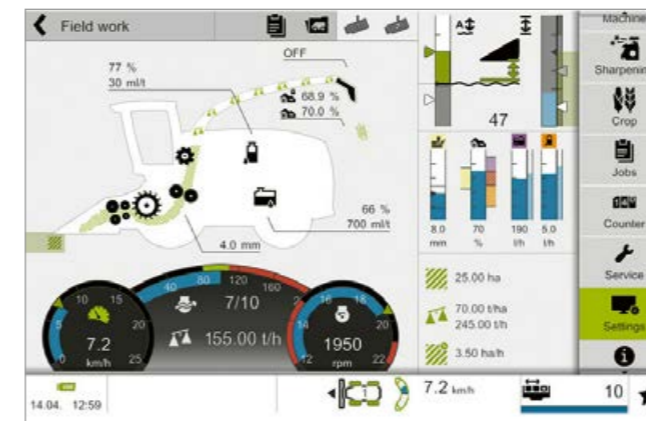 Field work
77 %
30 ml/t
OFF
68.9 %
70.0 %
66 %
700 ml/t
4.0 mm
40
80
120
160
7/10
155.00 t/h
0
5
10
15
20
25
7.2
km/h
12
14
16
18
20
22
1950
rpm
A
47
8.0
mm
70
%
190
l/h
5.0
l/h
25.00 ha
70.00 t/ha
245.00 t/h
3.50 ha/h
Machine
Sharpenin
Crop
Jobs
Counter
Service
Settings
14.04. 12:59
1
7.2 km/h
10